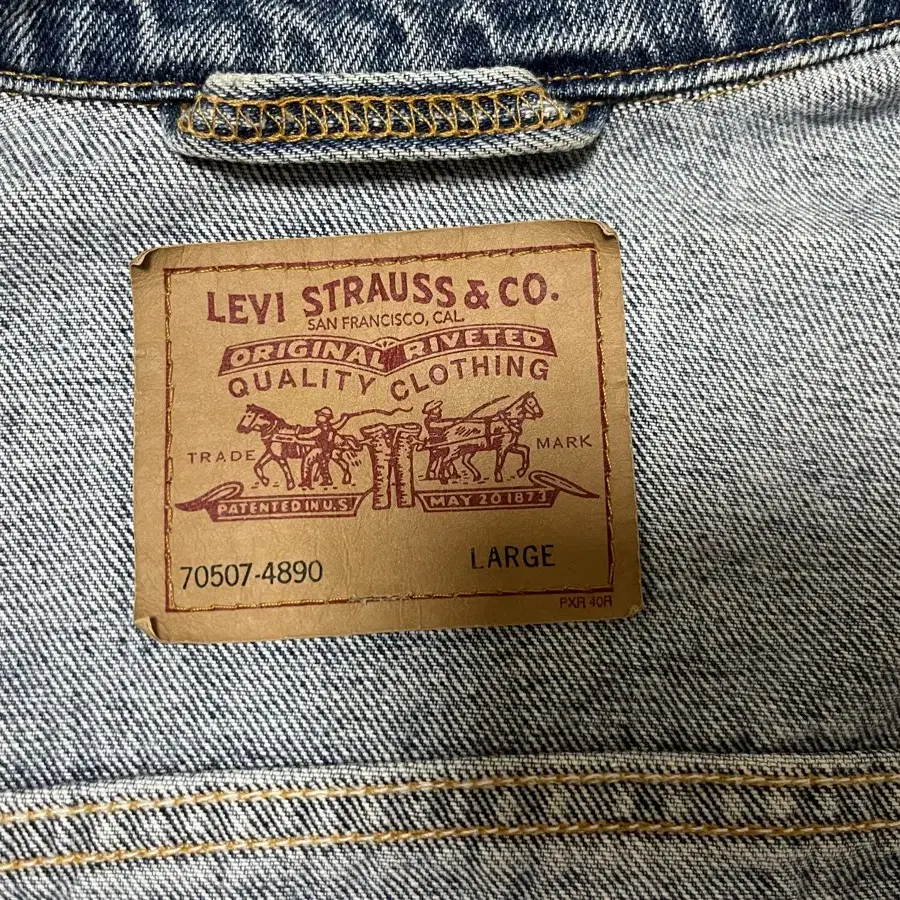 LEVI STRAUSS & CO.
SAN FRANCISCO, CAL.
ORIGINAL RIVETED
QUALITY CLOTHING
TRADE MARK
PATENTED IN U.S. MAY 20 1873
70507-4890 LARGE
PXR 40R